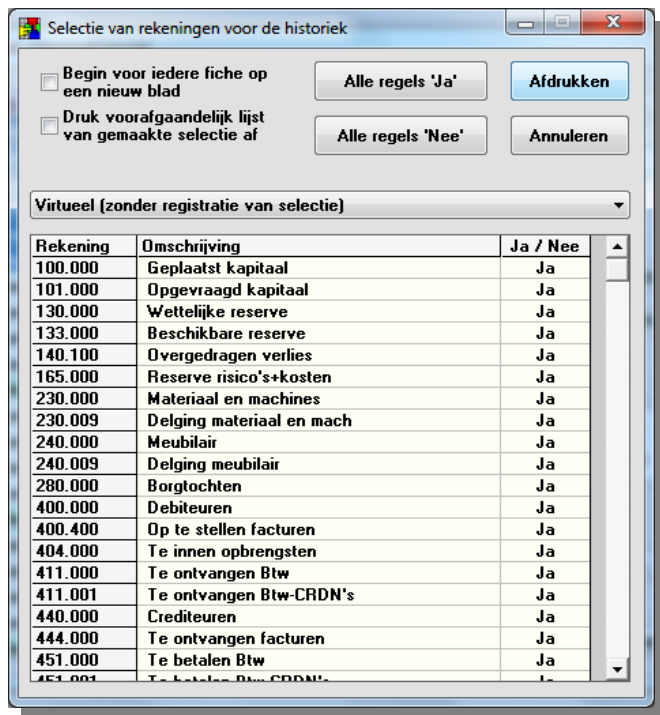 Selectie van rekeningen voor de historiek
Begin voor iedere fiche op
een nieuw blad
Alle regels 'Ja'
Afdrukken
Druk voorafgaandelijk lijst
van gemaakte selectie af
Alle regels 'Nee'
Annuleren
Virtueel (zonder registratie van selectie)
Rekening Omschrijving Ja / Nee
100.000 Geplaatst kapitaal Ja
101.000 Opgevraagd kapitaal Ja
130.000 Wettelijke reserve Ja
133.000 Beschikbare reserve Ja
140.100 Overgedragen verlies Ja
165.000 Reserve risico's+kosten Ja
230.000 Materiaal en machines Ja
230.009 Delging materiaal en mach Ja
240.000 Meubilair Ja
240.009 Delging meubilair Ja
280.000 Borgtochten Ja
400.000 Debiteuren Ja
400.400 Op te stellen facturen Ja
404.000 Te innen opbrengsten Ja
411.000 Te ontvangen Btw Ja
411.001 Te ontvangen Btw-CRDN's Ja
440.000 Crediteuren Ja
444.000 Te ontvangen facturen Ja
451.000 Te betalen Btw Ja
451.001 Te betalen Btw-CRDN's Ja